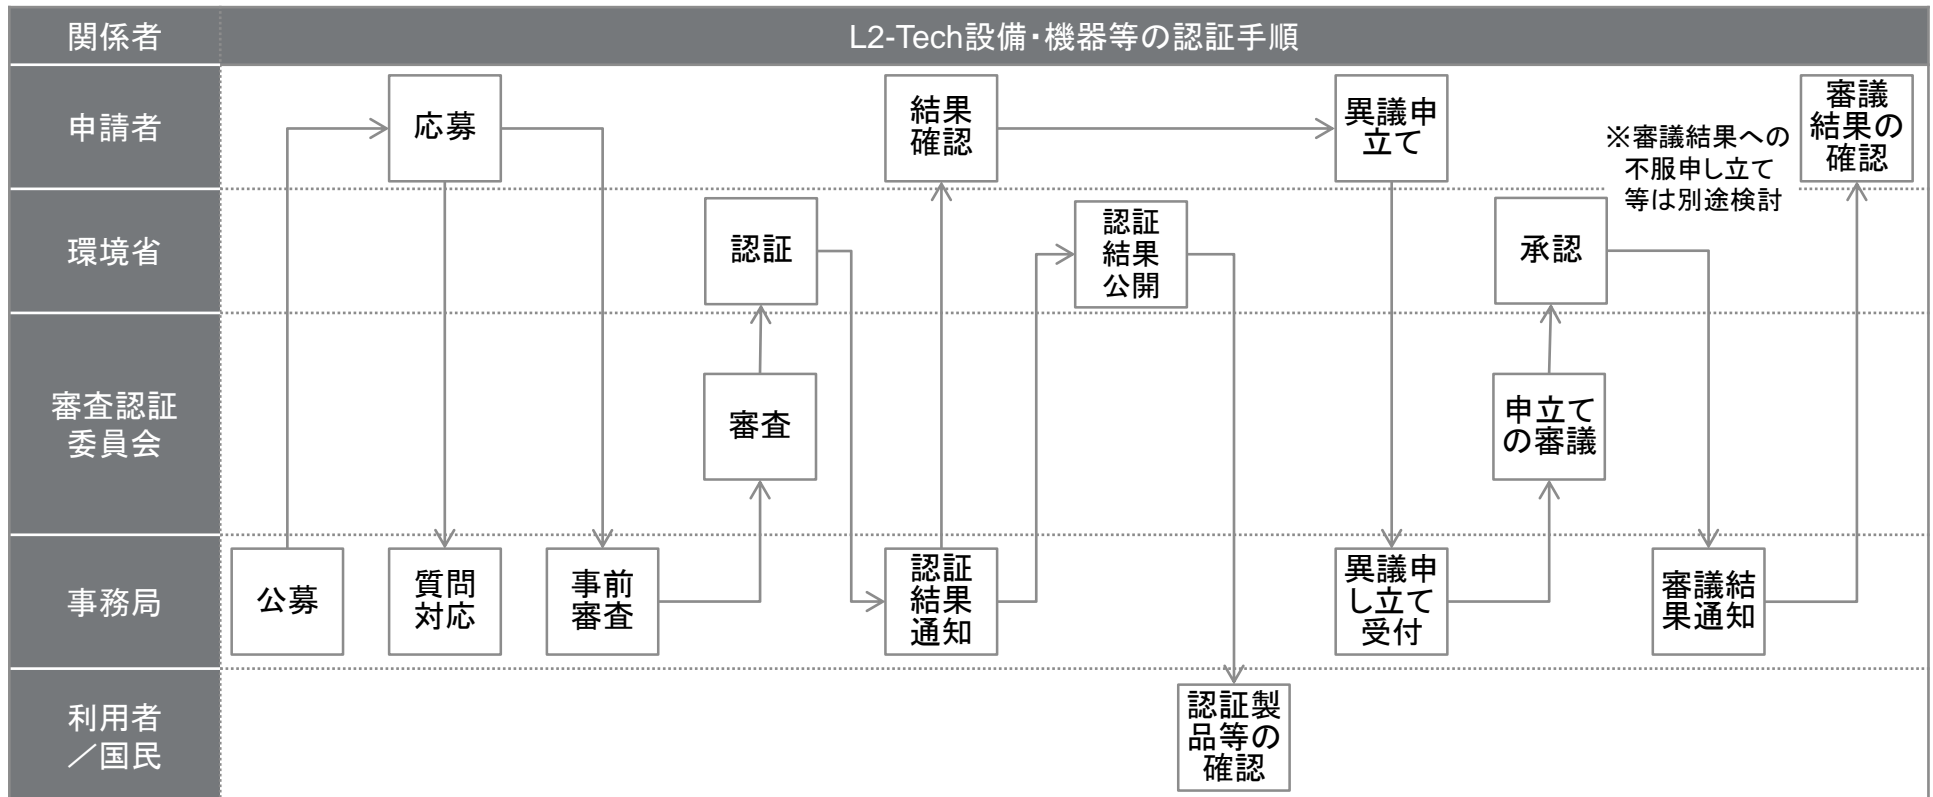 関係者
L2-Tech設備・機器等の認証手順
申請者
応募
結果
確認
異議申
立て
※審議結果への
不服申し立て
等は別途検討
審議
結果の
確認
環境省
認証
認証
結果
公開
承認
審査認証
委員会
審査
申立て
の審議
事務局
公募
質問
対応
事前
審査
認証
結果
通知
異議申
し立て
受付
審議結
果通知
利用者
／国民
認証製
品等の
確認